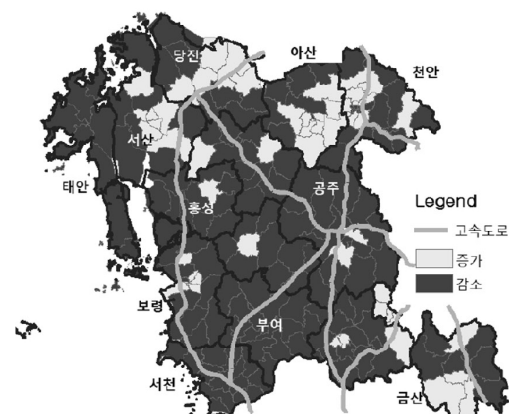 당진
아산
천안
서산
태안
홍성
공주
보령
부여
서천
금산
Legend
고속도로
증가
감소